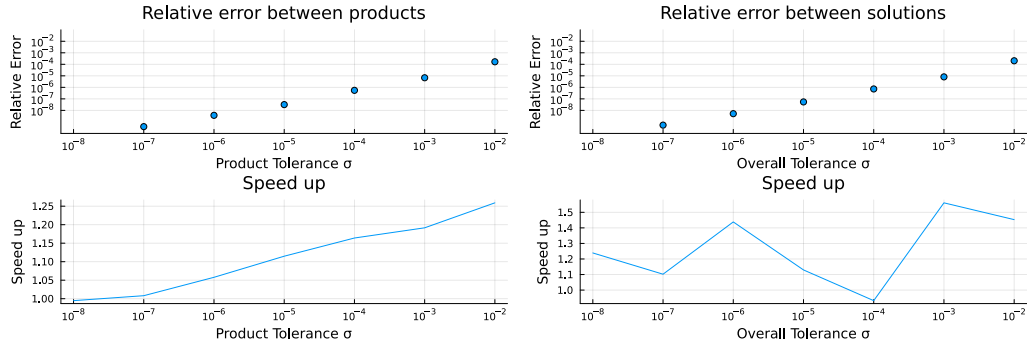 Relative error between products
Relative Error
10⁻²
10⁻³
10⁻⁴
10⁻⁵
10⁻⁶
10⁻⁷
10⁻⁸
10⁻⁸ 10⁻⁷ 10⁻⁶ 10⁻⁵ 10⁻⁴ 10⁻³ 10⁻²
Product Tolerance σ
Relative error between solutions
Relative Error
10⁻²
10⁻³
10⁻⁴
10⁻⁵
10⁻⁶
10⁻⁷
10⁻⁸
10⁻⁸ 10⁻⁷ 10⁻⁶ 10⁻⁵ 10⁻⁴ 10⁻³ 10⁻²
Overall Tolerance σ
Speed up
Speed up
1.25
1.20
1.15
1.10
1.05
1.00
10⁻⁸ 10⁻⁷ 10⁻⁶ 10⁻⁵ 10⁻⁴ 10⁻³ 10⁻²
Product Tolerance σ
Speed up
Speed up
1.5
1.4
1.3
1.2
1.1
1.0
10⁻⁸ 10⁻⁷ 10⁻⁶ 10⁻⁵ 10⁻⁴ 10⁻³ 10⁻²
Overall Tolerance σ